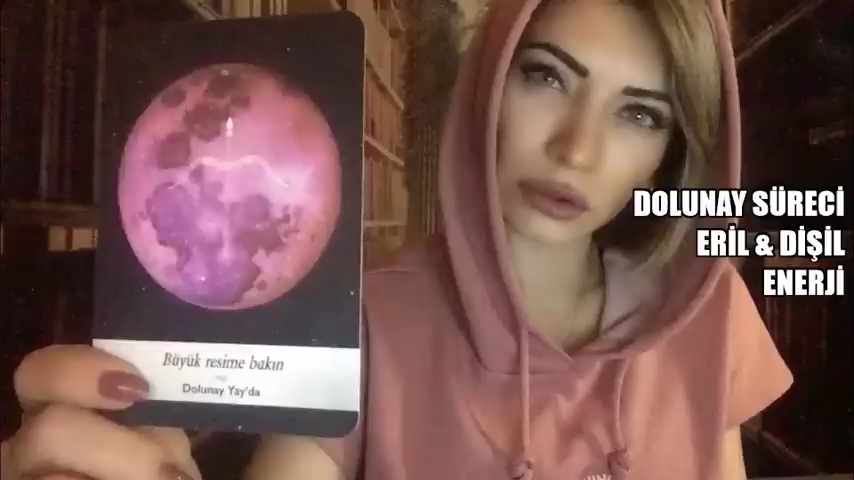 Büyük resime bakın
Dolunay Yay'da
DOLUNAY SÜRECİ
ERİL & DİŞİL
ENERJİ